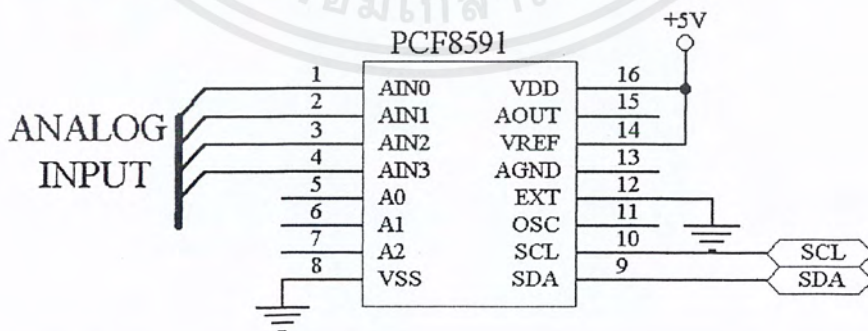 +5V
PCF8591
ANALOG
INPUT
1 AIN0 VDD 16
2 AIN1 AOUT 15
3 AIN2 VREF 14
4 AIN3 AGND 13
5 A0 EXT 12
6 A1 OSC 11
7 A2 SCL 10 SCL
8 VSS SDA 9 SDA